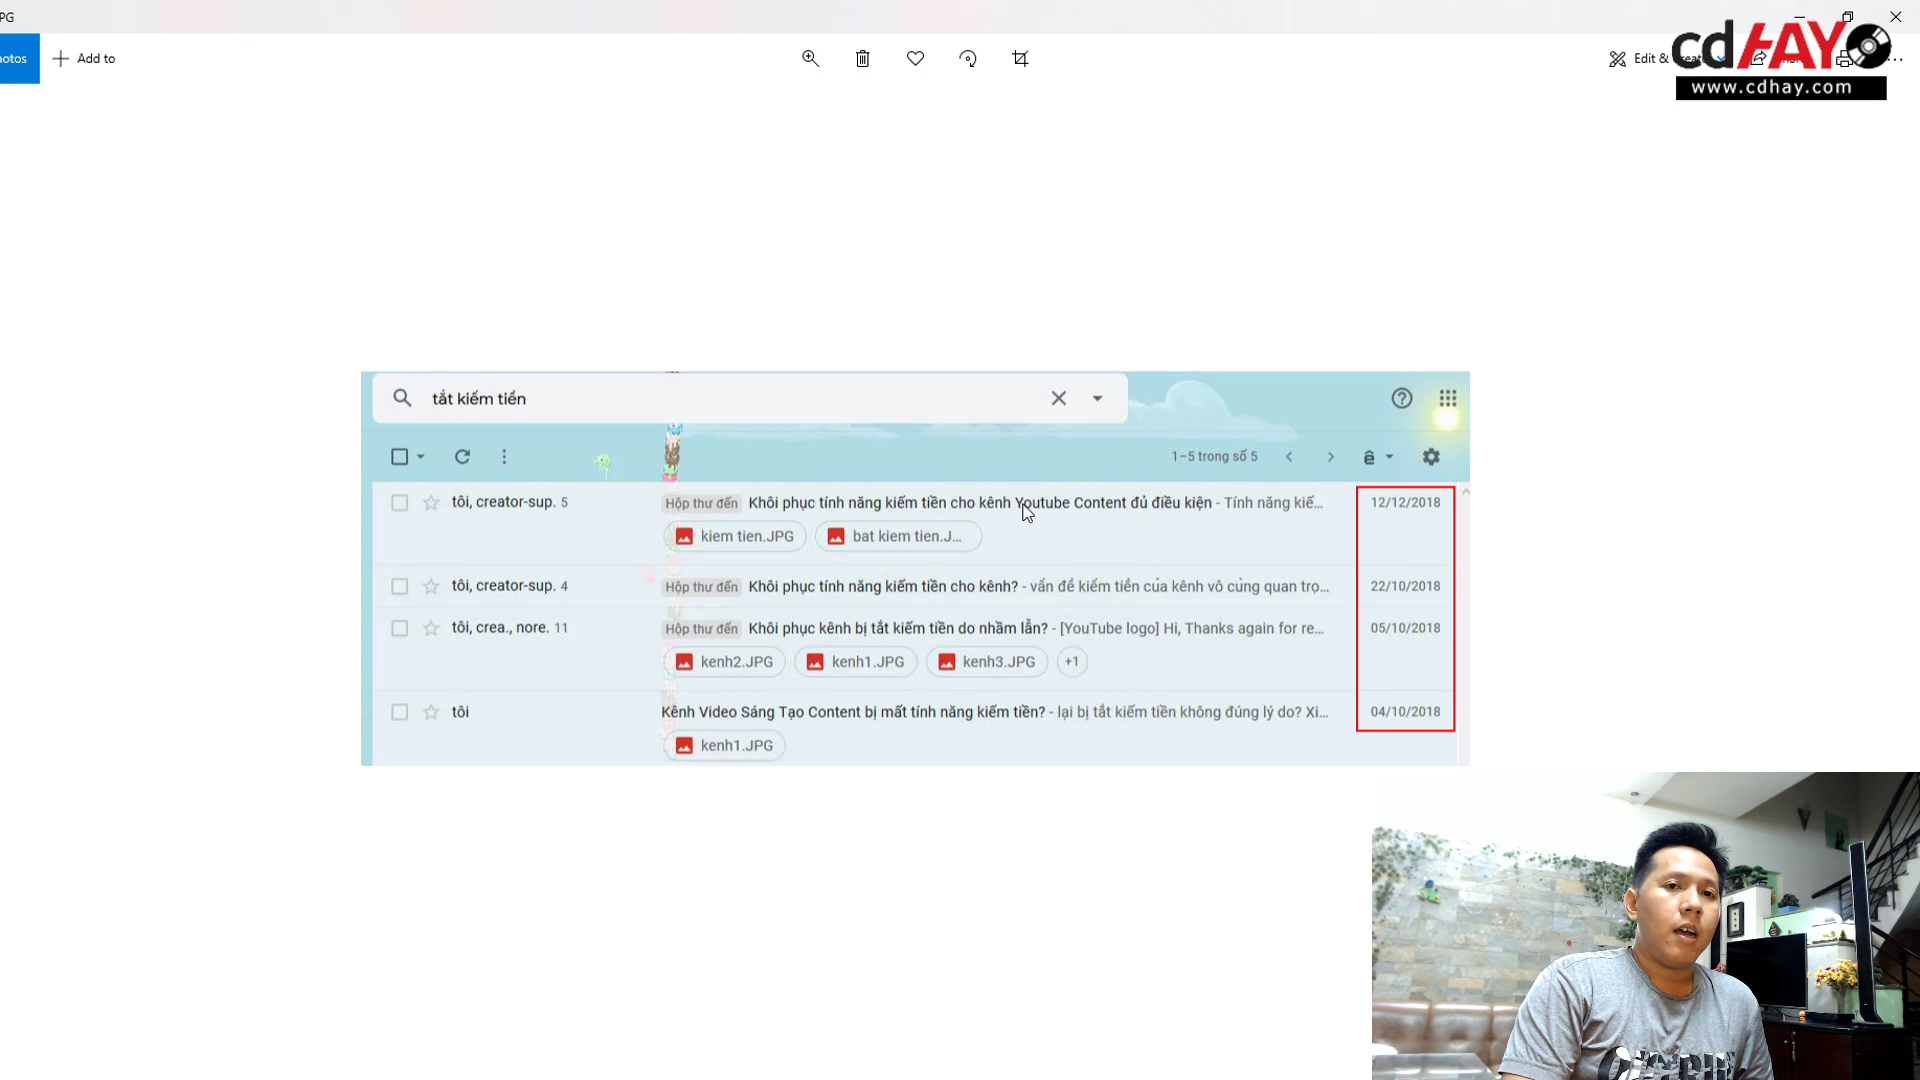 PG
otos
Add to
Edit &
cdHAY
www.cdhay.com
tắt kiếm tiền
1–5 trong số 5
ê
tôi, creator-sup. 5
Hộp thư đến Khôi phục tính năng kiếm tiền cho kênh Youtube Content đủ điều kiện - Tính năng kiế...
12/12/2018
kiem tien.JPG
bat kiem tien.J...
tôi, creator-sup. 4
Hộp thư đến Khôi phục tính năng kiếm tiền cho kênh? - vấn đề kiếm tiền của kênh vô cùng quan trọ...
22/10/2018
tôi, crea., nore. 11
Hộp thư đến Khôi phục kênh bị tắt kiếm tiền do nhầm lẫn? - [YouTube logo] Hi, Thanks again for re...
05/10/2018
kenh2.JPG
kenh1.JPG
kenh3.JPG
+1
tôi
Kênh Video Sáng Tạo Content bị mất tính năng kiếm tiền? - lại bị tắt kiếm tiền không đúng lý do? Xi...
04/10/2018
kenh1.JPG